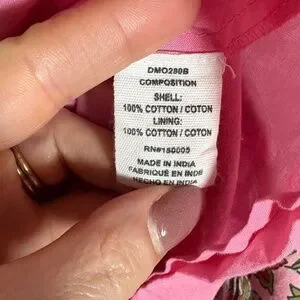 DMO280B
COMPOSITION
SHELL:
100% COTTON / COTON
LINING:
100% COTTON / COTON
RN#150005
MADE IN INDIA
FABRIQUÉ EN INDE
HECHO EN INDIA